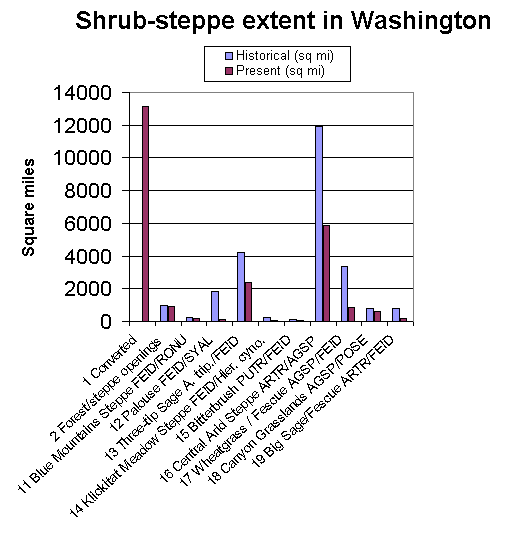 Shrub-steppe extent in Washington
Historical (sq mi)
Present (sq mi)
Square miles
14000
12000
10000
8000
6000
4000
2000
0
1 Converted
2 Forest/steppe openings
11 Blue Mountains Steppe FEID/RONU
12 Palouse FEID/SYAL
13 Three-tip Sage A. trip./FEID
14 Klickitat Meadow Steppe FEID/Hier. cyno.
15 Bitterbrush PUTR/FEID
16 Central Arid Steppe ARTR/AGSP
17 Wheatgrass / Fescue AGSP/FEID
18 Canyon Grasslands AGSP/POSE
19 Big Sage/Fescue ARTR/FEID